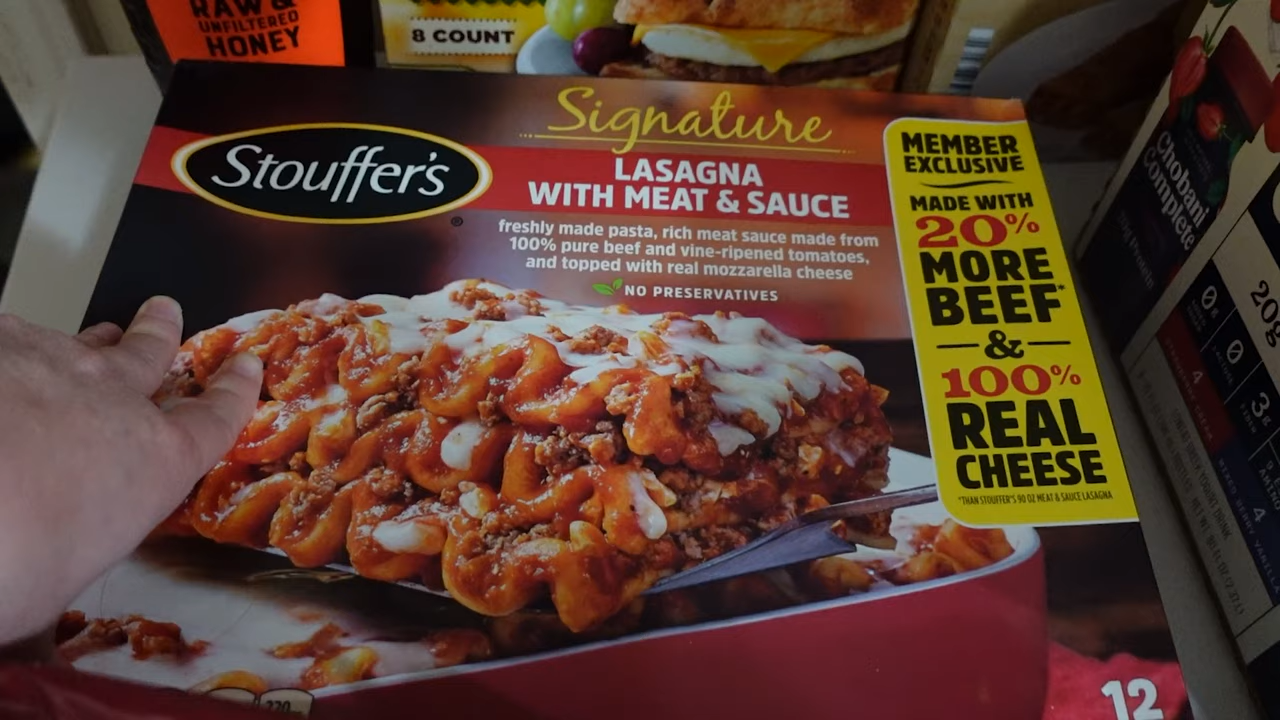 RAW &
UNFILTERED
HONEY
8 COUNT
Signature
Stouffer's
®
LASAGNA
WITH MEAT & SAUCE
freshly made pasta, rich meat sauce made from
100% pure beef and vine-ripened tomatoes,
and topped with real mozzarella cheese
NO PRESERVATIVES
MEMBER
EXCLUSIVE
MADE WITH
20%
MORE
BEEF*
&
100%
REAL
CHEESE
*THAN STOUFFER'S 90 OZ MEAT & SAUCE LASAGNA
12
Chobani
Complete
20g
0g
0
3g
4
4